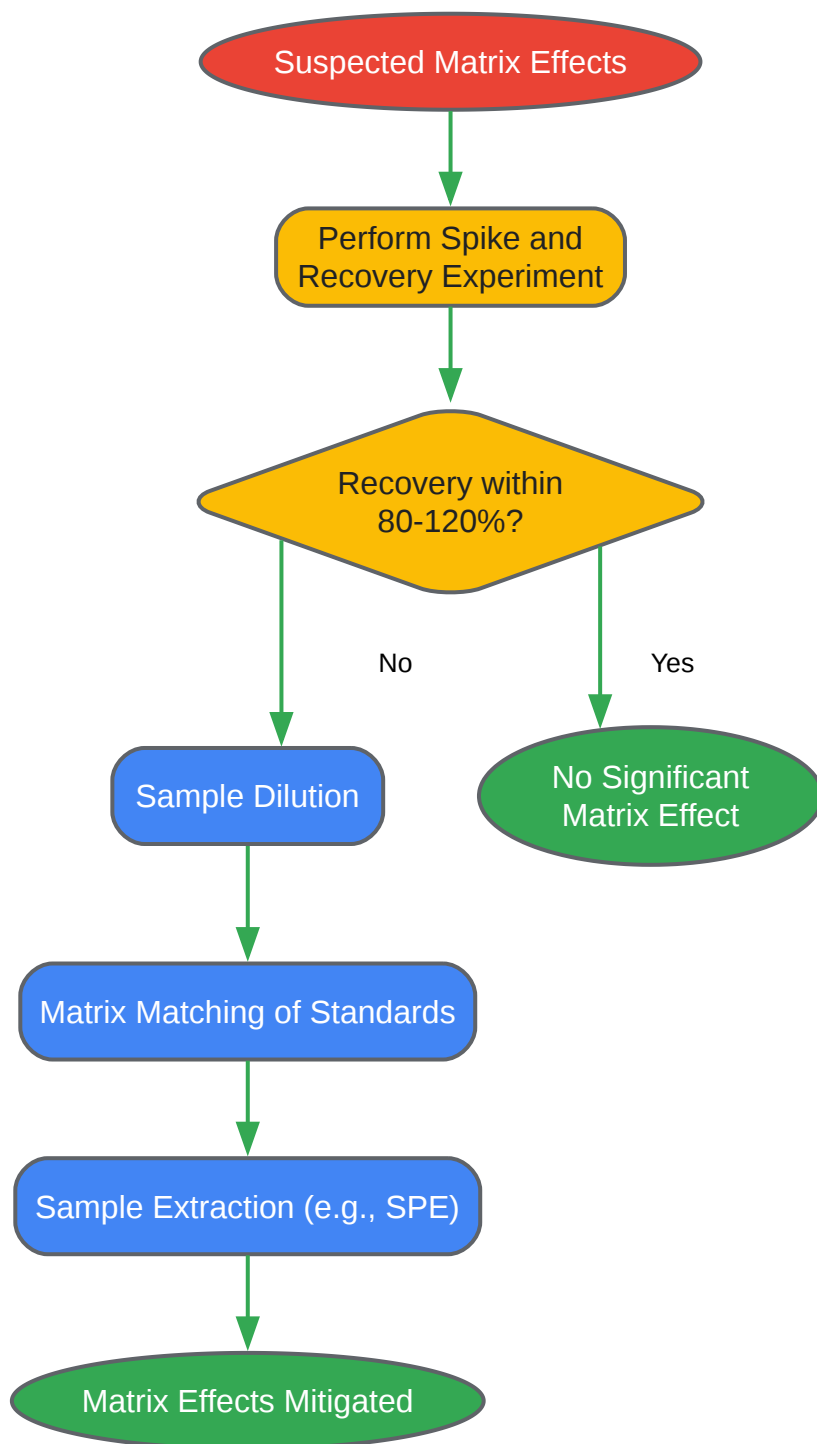 Suspected Matrix Effects
Perform Spike and
Recovery Experiment
Recovery within
80-120%?
No
Yes
Sample Dilution
No Significant
Matrix Effect
Matrix Matching of Standards
Sample Extraction (e.g., SPE)
Matrix Effects Mitigated